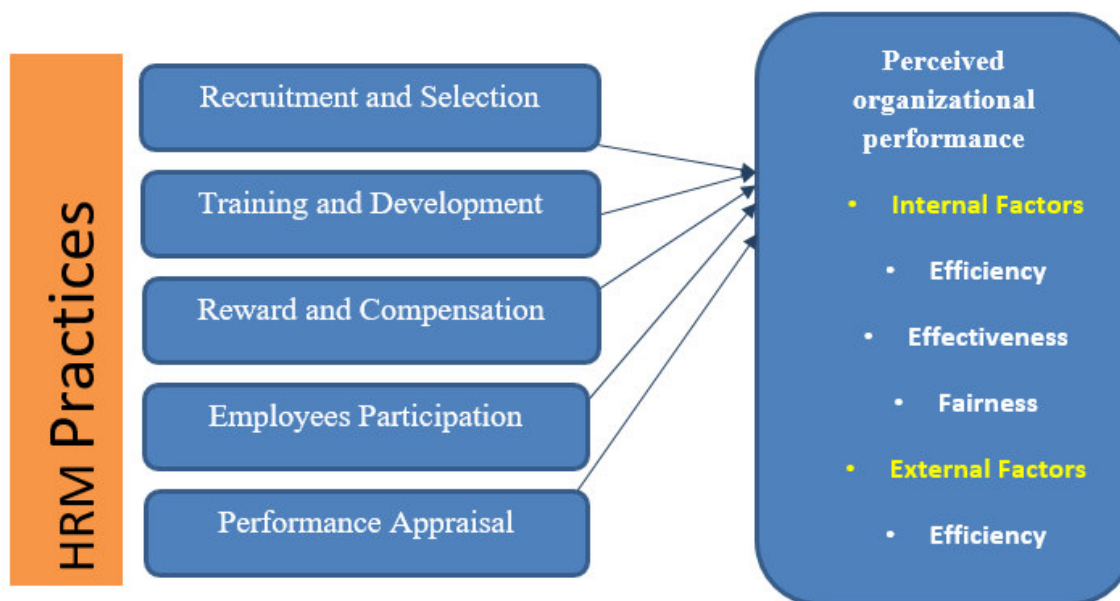 HRM Practices
Recruitment and Selection
Training and Development
Reward and Compensation
Employees Participation
Performance Appraisal
Perceived
organizational
performance
• Internal Factors
• Efficiency
• Effectiveness
• Fairness
• External Factors
• Efficiency